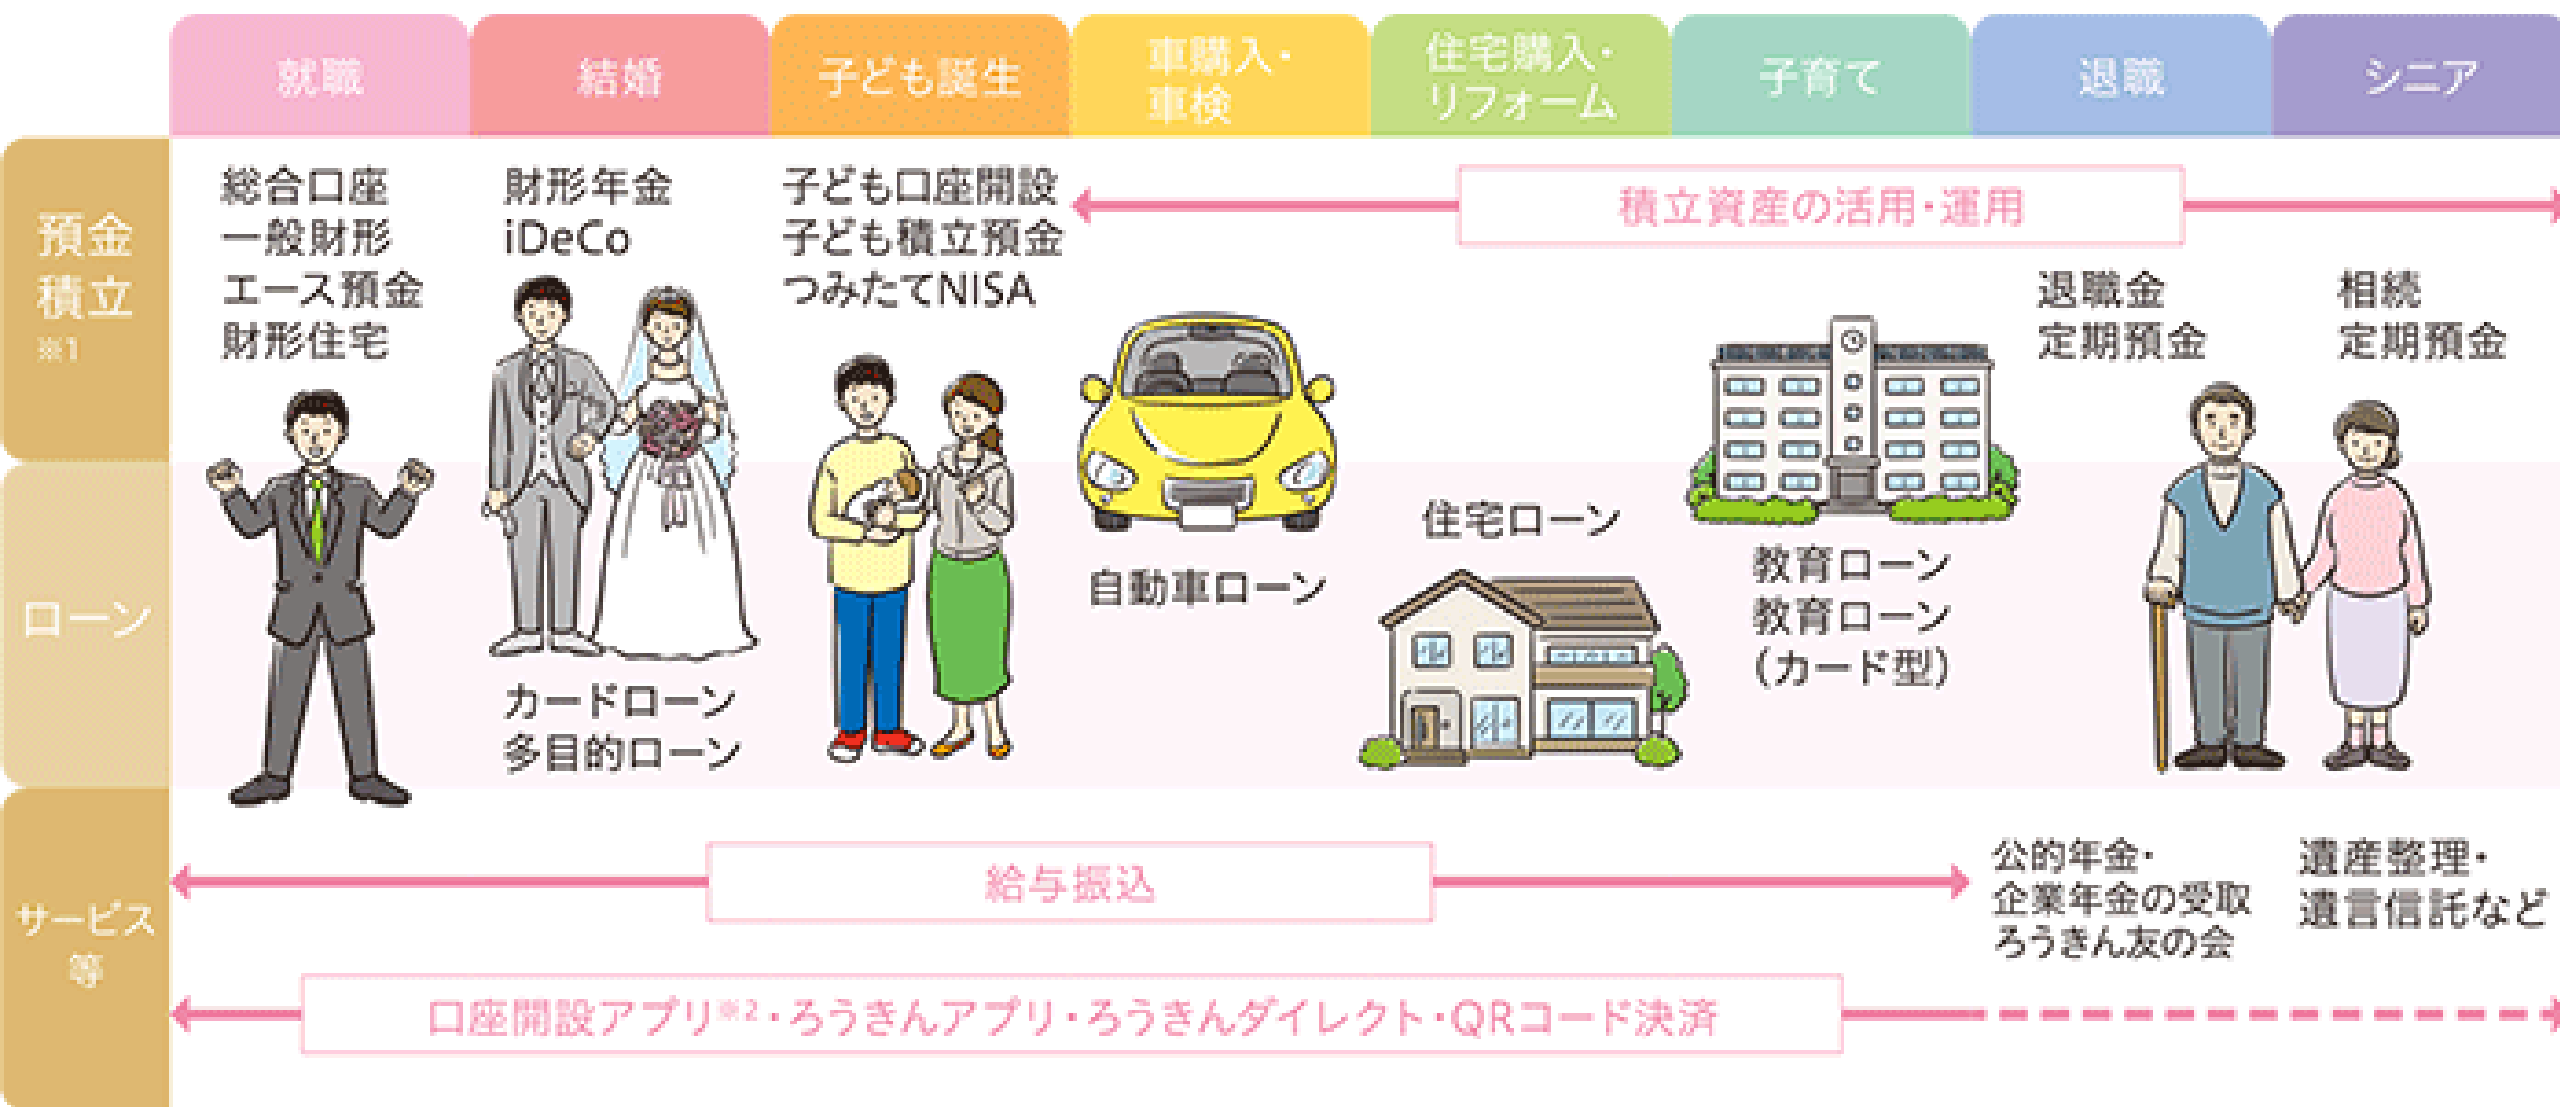 就職
結婚
子ども誕生
車購入・
車検
住宅購入・
リフォーム
子育て
退職
シニア
預金
積立
※1
総合口座
一般財形
エース預金
財形住宅
財形年金
iDeCo
子ども口座開設
子ども積立預金
つみたてNISA
積立資産の活用・運用
退職金
定期預金
相続
定期預金
ローン
カードローン
多目的ローン
自動車ローン
住宅ローン
教育ローン
教育ローン
(カード型)
サービス
等
給与振込
公的年金・
企業年金の受取
ろうきん友の会
遺産整理・
遺言信託など
口座開設アプリ※2・ろうきんアプリ・ろうきんダイレクト・QRコード決済